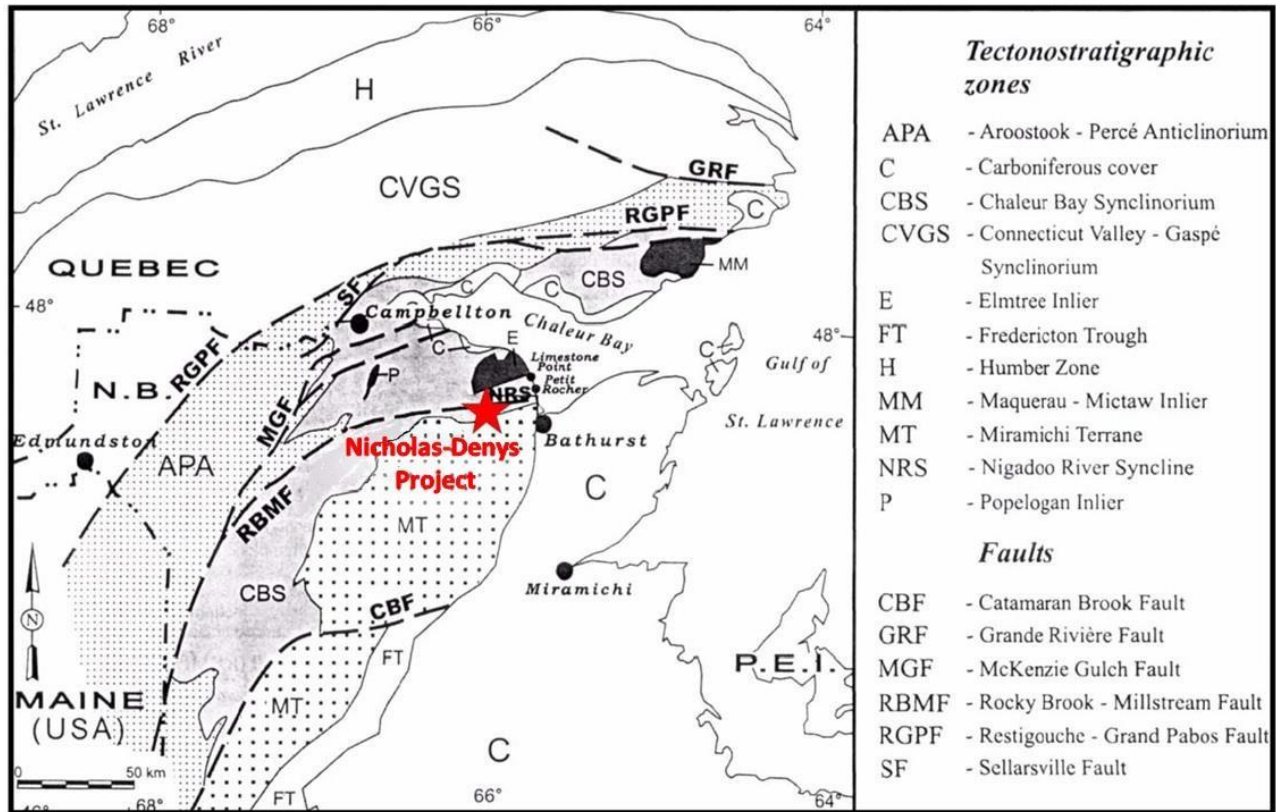 68°
66°
64°
St. Lawrence River
H
GRF
CVGS
RGPF
C
QUEBEC
MM
CBS
SF
C
C
48°
Campbellton
Chaleur Bay
48°
C
E
C
Gulf of
Limestone
Point
RGPF
P
Petit
Rocher
N.B.
NRS
MGF
St. Lawrence
Edmundston
Nicholas-Denys
Project
Bathurst
APA
C
RBMF
MT
CBS
Miramichi
CBF
N
FT
P.E.I.
MAINE
(USA)
MT
C
0 50 km
FT
68°
66°
64°
Tectonostratigraphic
zones
APA - Aroostook - Percé Anticlinorium
C - Carboniferous cover
CBS - Chaleur Bay Synclinorium
CVGS - Connecticut Valley - Gaspé
Synclinorium
E - Elmtree Inlier
FT - Fredericton Trough
H - Humber Zone
MM - Maquerau - Mictaw Inlier
MT - Miramichi Terrane
NRS - Nigadoo River Syncline
P - Popelogan Inlier
Faults
CBF - Catamaran Brook Fault
GRF - Grande Rivière Fault
MGF - McKenzie Gulch Fault
RBMF - Rocky Brook - Millstream Fault
RGPF - Restigouche - Grand Pabos Fault
SF - Sellarsville Fault